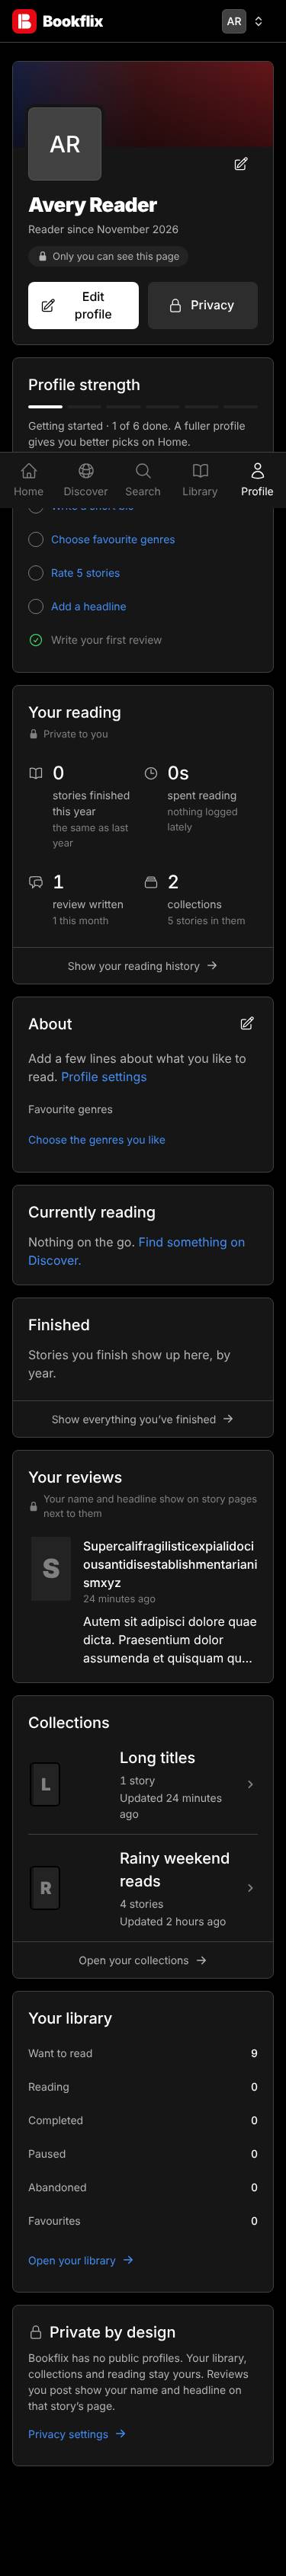 Bookflix
AR
AR
Avery Reader
Reader since November 2026
Only you can see this page
Edit
profile
Privacy
Profile strength
Getting started · 1 of 6 done. A fuller profile
gives you better picks on Home.
Home
Discover
Search
Library
Profile
Choose favourite genres
Rate 5 stories
Add a headline
Write your first review
Your reading
Private to you
0
stories finished
this year
the same as last
year
0s
spent reading
nothing logged
lately
1
review written
1 this month
2
collections
5 stories in them
Show your reading history
About
Add a few lines about what you like to
read. Profile settings
Favourite genres
Choose the genres you like
Currently reading
Nothing on the go. Find something on
Discover.
Finished
Stories you finish show up here, by
year.
Show everything you’ve finished
Your reviews
Your name and headline show on story pages
next to them
S
Supercalifragilisticexpialidoci
ousantidisestablishmentariani
smxyz
24 minutes ago
Autem sit adipisci dolore quae
dicta. Praesentium dolor
assumenda et quisquam qu…
Collections
L
Long titles
1 story
Updated 24 minutes
ago
R
Rainy weekend
reads
4 stories
Updated 2 hours ago
Open your collections
Your library
Want to read 9
Reading 0
Completed 0
Paused 0
Abandoned 0
Favourites 0
Open your library
Private by design
Bookflix has no public profiles. Your library,
collections and reading stay yours. Reviews
you post show your name and headline on
that story’s page.
Privacy settings